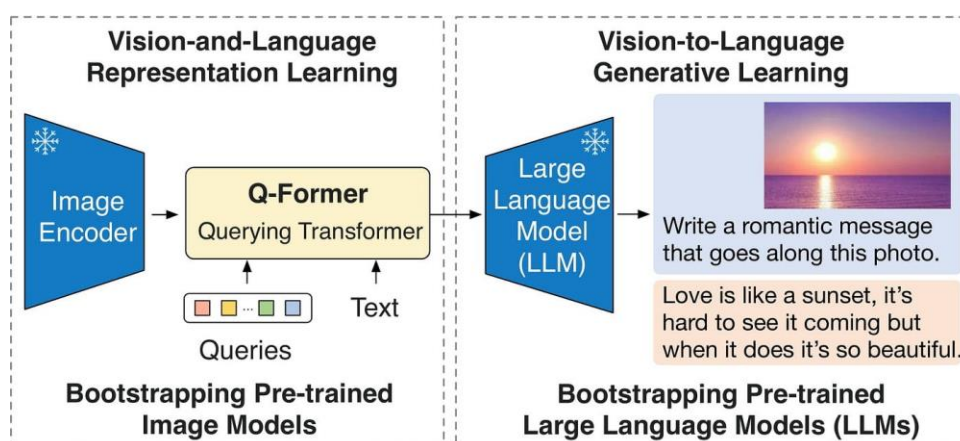 Vision-and-Language
Representation Learning
Image
Encoder
Q-Former
Querying Transformer
...
Queries
Text
Bootstrapping Pre-trained
Image Models
Vision-to-Language
Generative Learning
Large
Language
Model
(LLM)
Write a romantic message
that goes along this photo.
Love is like a sunset, it's
hard to see it coming but
when it does it's so beautiful.
Bootstrapping Pre-trained
Large Language Models (LLMs)